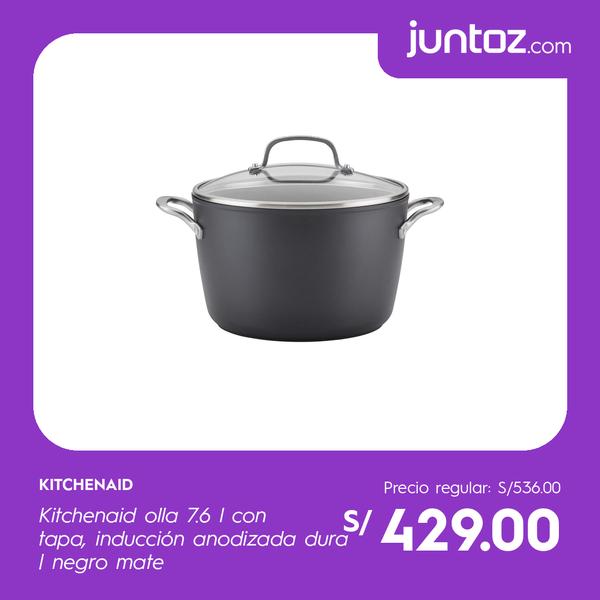 juntoz.com
KITCHENAID
Kitchenaid olla 7.6 l con
tapa, inducción anodizada dura
l negro mate
Precio regular: S/536.00
S/ 429.00